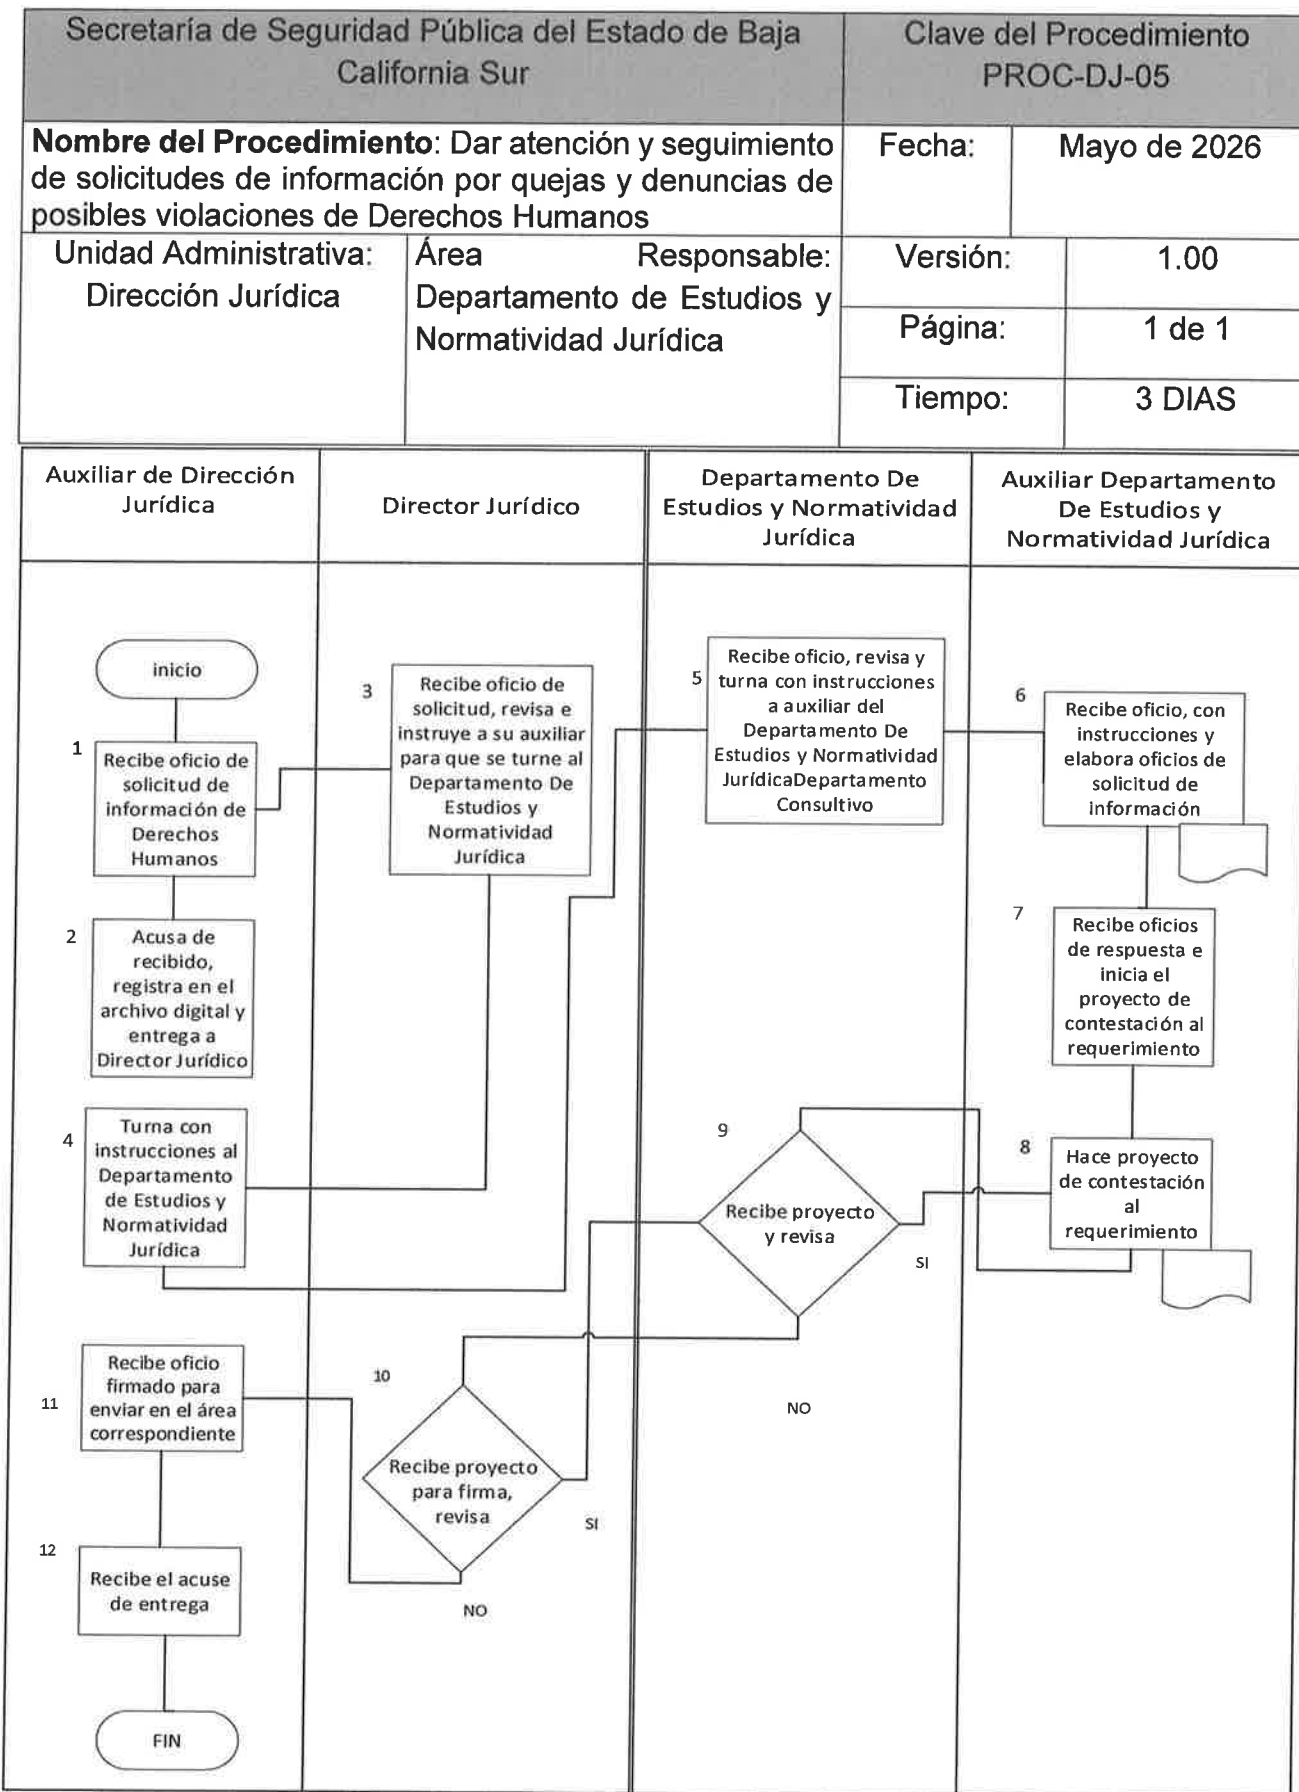 Secretaría de Seguridad Pública del Estado de Baja
California Sur
Clave del Procedimiento
PROC-DJ-05
Nombre del Procedimiento: Dar atención y seguimiento
de solicitudes de información por quejas y denuncias de
posibles violaciones de Derechos Humanos
Fecha:
Mayo de 2026
Unidad Administrativa:
Dirección Jurídica
Área Responsable:
Departamento de Estudios y
Normatividad Jurídica
Versión:
1.00
Página:
1 de 1
Tiempo:
3 DIAS
Auxiliar de Dirección
Jurídica
Director Jurídico
Departamento De
Estudios y Normatividad
Jurídica
Auxiliar Departamento
De Estudios y
Normatividad Jurídica
inicio
1
Recibe oficio de
solicitud de
información de
Derechos
Humanos
2
Acusa de
recibido,
registra en el
archivo digital y
entrega a
Director Jurídico
3
Recibe oficio de
solicitud, revisa e
instruye a su auxiliar
para que se turne al
Departamento De
Estudios y
Normatividad
Jurídica
4
Turna con
instrucciones al
Departamento
de Estudios y
Normatividad
Jurídica
5
Recibe oficio, revisa y
turna con instrucciones
a auxiliar del
Departamento De
Estudios y Normatividad
JurídicaDepartamento
Consultivo
6
Recibe oficio, con
instrucciones y
elabora oficios de
solicitud de
información
7
Recibe oficios
de respuesta e
inicia el
proyecto de
contestación al
requerimiento
8
Hace proyecto
de contestación
al
requerimiento
9
Recibe proyecto
y revisa
SI
NO
10
Recibe proyecto
para firma,
revisa
SI
NO
11
Recibe oficio
firmado para
enviar en el área
correspondiente
12
Recibe el acuse
de entrega
FIN